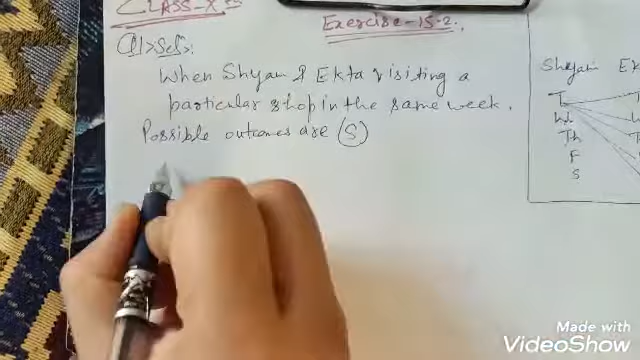 CLASS-X
Exercise-15.2.
Q1>Sol>:
When Shyam & Ekta visiting a
particular shop in the same week.
Possible outcomes are (S)
Shyam
T
W
Th
F
S
Made with
VideoShow